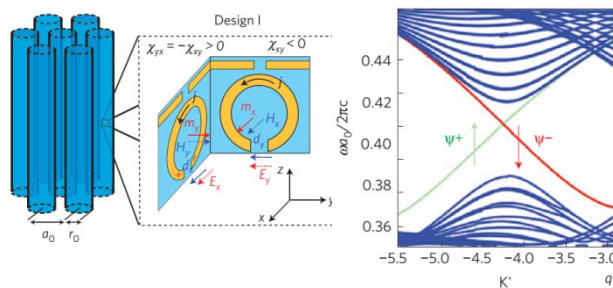 Design I
χyx = −χxy > 0
χxy < 0
j
j
my
Hy
dy
+
Ex
mx
Hx
dy
Ey
z
y
x
a0
r0
ωa0/2πc
0.44
0.42
0.40
0.38
0.36
ψ+
ψ−
-5.5
-5.0
-4.5
-4.0
-3.5
-3.0
K'
q